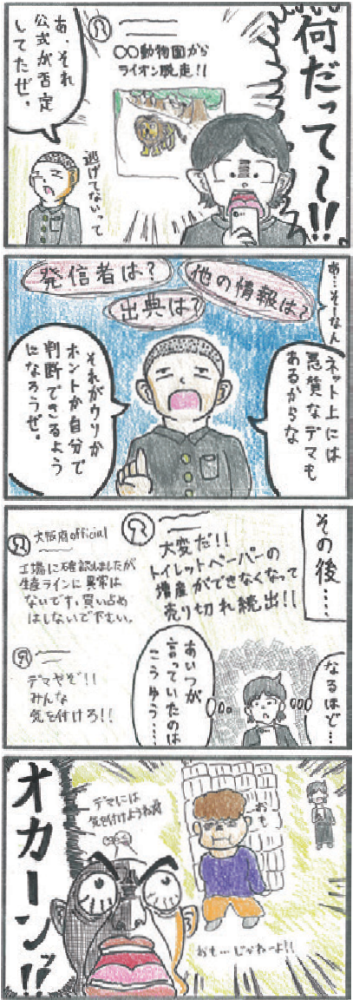 何だって〜!!
〇〇動物園から
ライオン脱走!!
あ、それ
公式が否定
してたぜ。
逃げてないって
あ…そーなん
他の情報は?
発信者は?
出典は?
ネット上には
悪質なデマも
あるからな
それがウソか
ホントか自分で
判断できるよう
になろうぜ。
その後….
大変だ!!
トイレットペーパーの
増産ができなくなって
売り切れ続出!!
大阪府official
工場に確認しましたが
生産ラインに異常は
ないです。買い占め
はしないで下さい。
デマやぞ!!
みんな
気を付けろ!!
なるほど…
あいつが
言っていたのは
こうゆう….
オカーンッ!!
デマには
気を付けようね
おも
おも…じゃねーよ!!